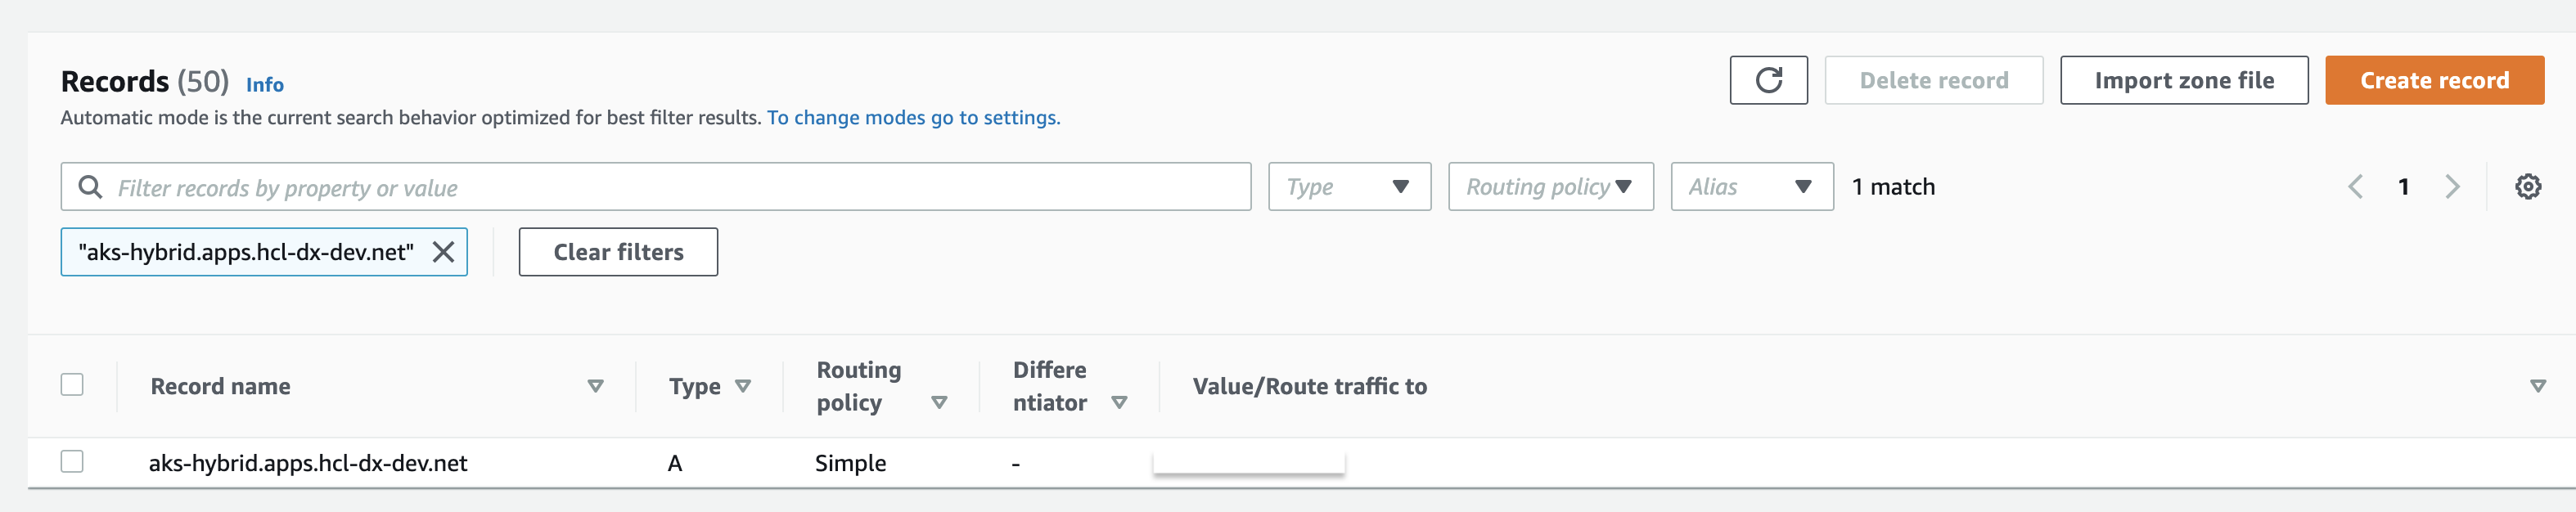 Records (50) Info
Delete record
Import zone file
Create record
Automatic mode is the current search behavior optimized for best filter results. To change modes go to settings.
Filter records by property or value
Type
Routing policy
Alias
1 match
1
"aks-hybrid.apps.hcl-dx-dev.net"
Clear filters
Record name
Type
Routing
policy
Differe
ntiator
Value/Route traffic to
aks-hybrid.apps.hcl-dx-dev.net
A
Simple
-